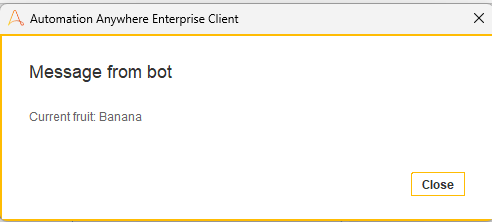 Automation Anywhere Enterprise Client
Message from bot
Current fruit: Banana
Close